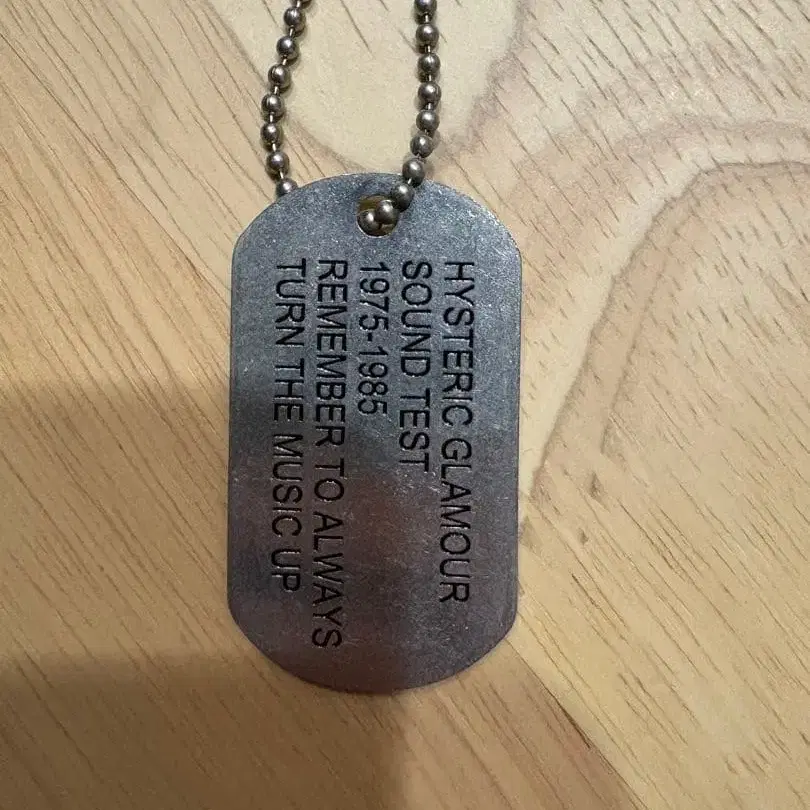 HYSTERIC GLAMOUR
SOUND TEST
1975-1985
REMEMBER TO ALWAYS
TURN THE MUSIC UP